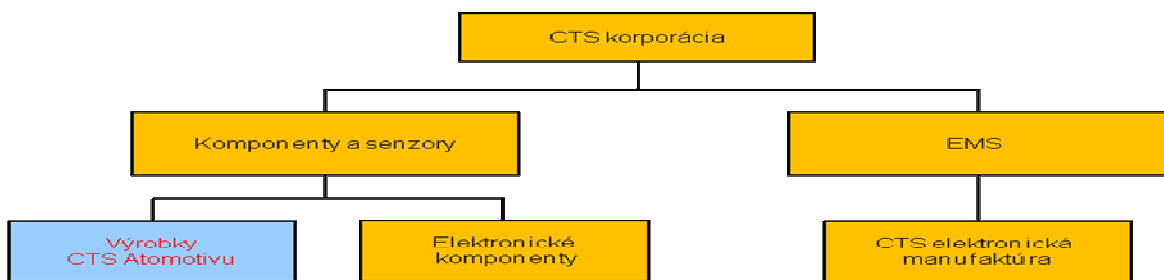 CTS korporácia
Komponenty a senzory
EMS
Výrobky
CTS Atomotivu
Elektronické
komponenty
CTS elektronická
manufaktúra